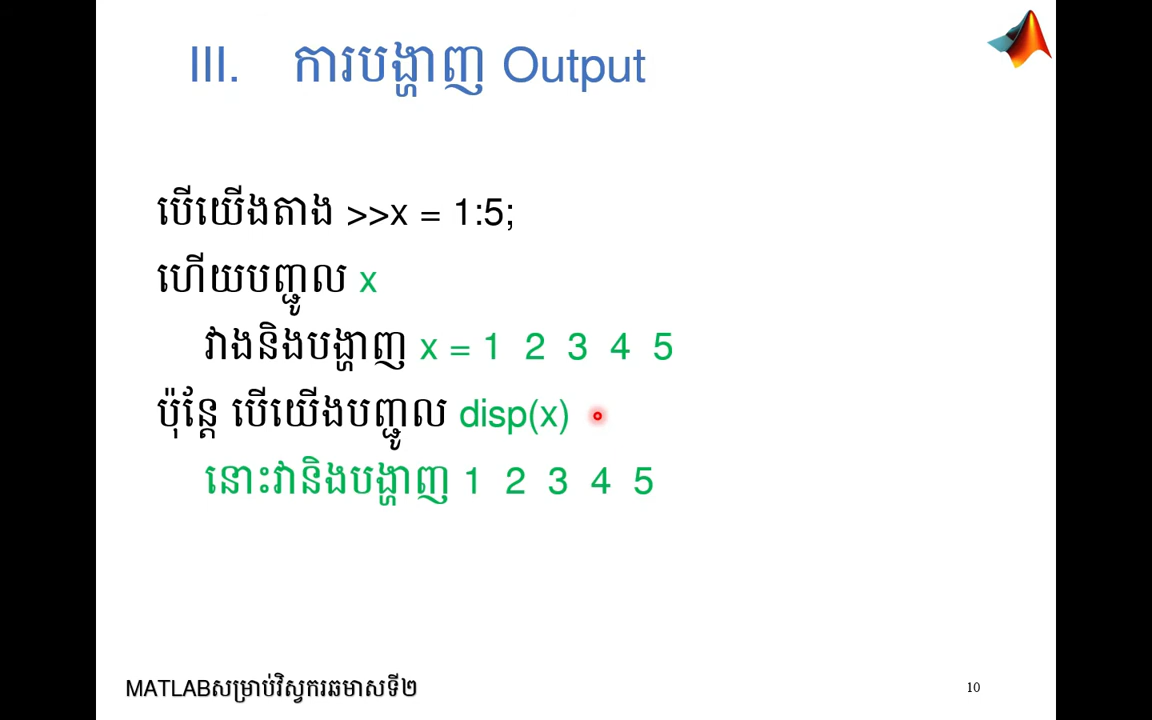 III. ការបង្ហាញ Output
បើយើងតាង >>x = 1:5;
ហើយបញ្ជូល x
វាងនិងបង្ហាញ x = 1 2 3 4 5
ប៉ុន្តែ បើយើងបញ្ជូល disp(x)
នោះវានិងបង្ហាញ 1 2 3 4 5
MATLABសម្រាប់វិស្វករឆមាសទី២
10